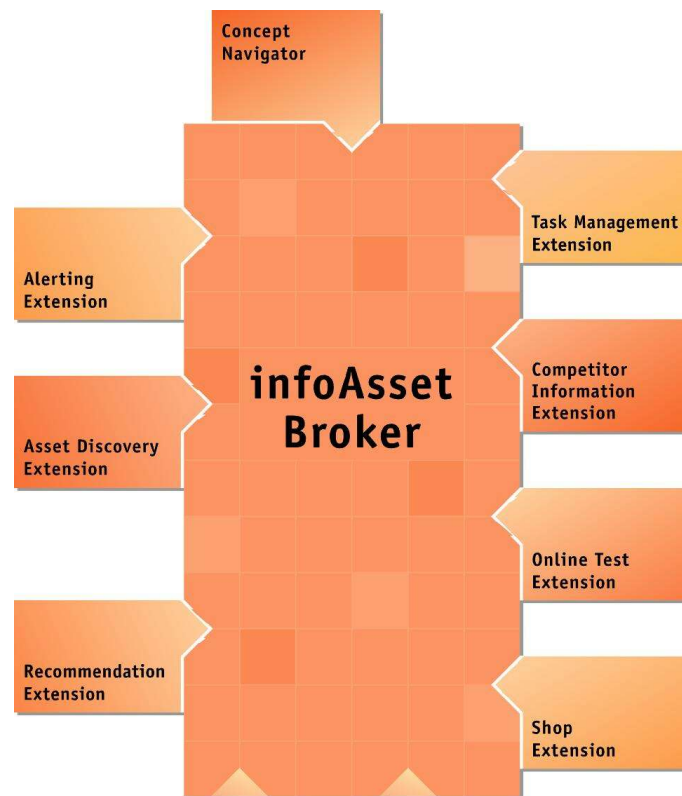 Concept
Navigator
Task Management
Extension
Alerting
Extension
infoAsset
Broker
Competitor
Information
Extension
Asset Discovery
Extension
Online Test
Extension
Recommendation
Extension
Shop
Extension